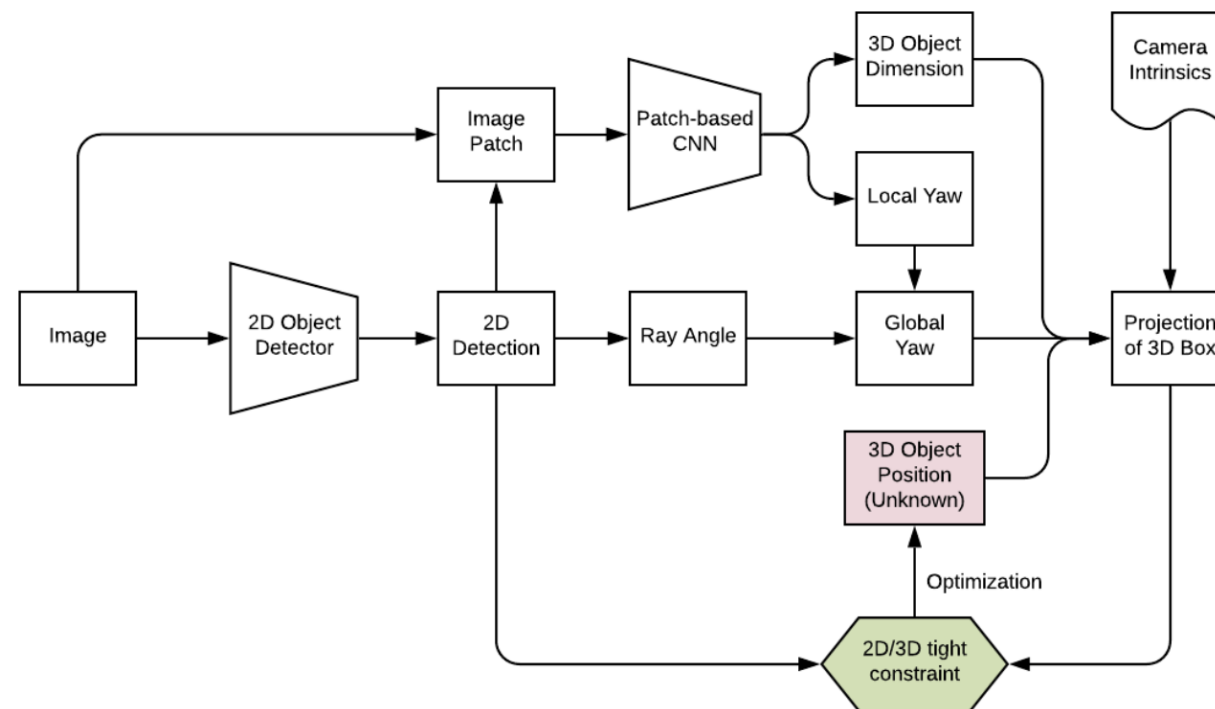 3D Object
Dimension
Camera
Intrinsics
Image
Patch
Patch-based
CNN
Local Yaw
Image
2D Object
Detector
2D
Detection
Ray Angle
Global
Yaw
Projection
of 3D Box
3D Object
Position
(Unknown)
Optimization
2D/3D tight
constraint